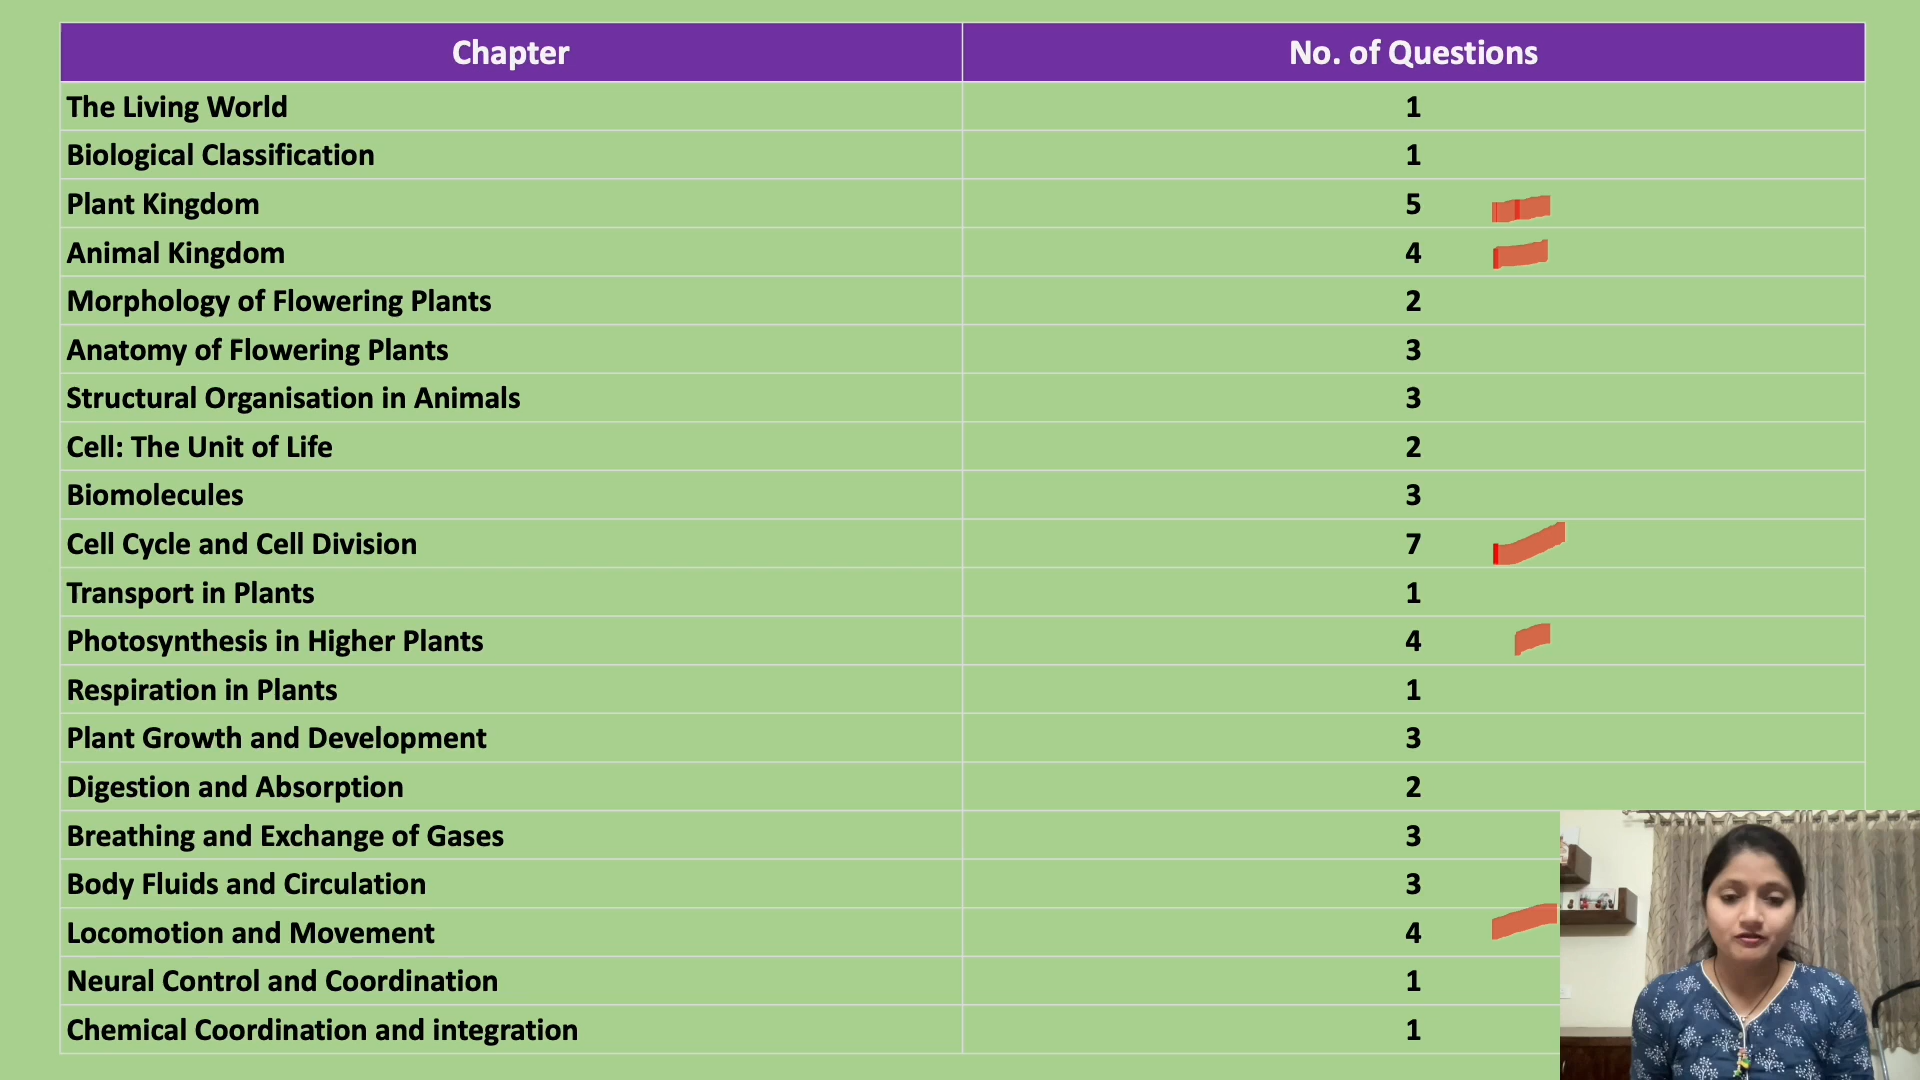 Chapter No. of Questions
The Living World 1
Biological Classification 1
Plant Kingdom 5
Animal Kingdom 4
Morphology of Flowering Plants 2
Anatomy of Flowering Plants 3
Structural Organisation in Animals 3
Cell: The Unit of Life 2
Biomolecules 3
Cell Cycle and Cell Division 7
Transport in Plants 1
Photosynthesis in Higher Plants 4
Respiration in Plants 1
Plant Growth and Development 3
Digestion and Absorption 2
Breathing and Exchange of Gases 3
Body Fluids and Circulation 3
Locomotion and Movement 4
Neural Control and Coordination 1
Chemical Coordination and integration 1